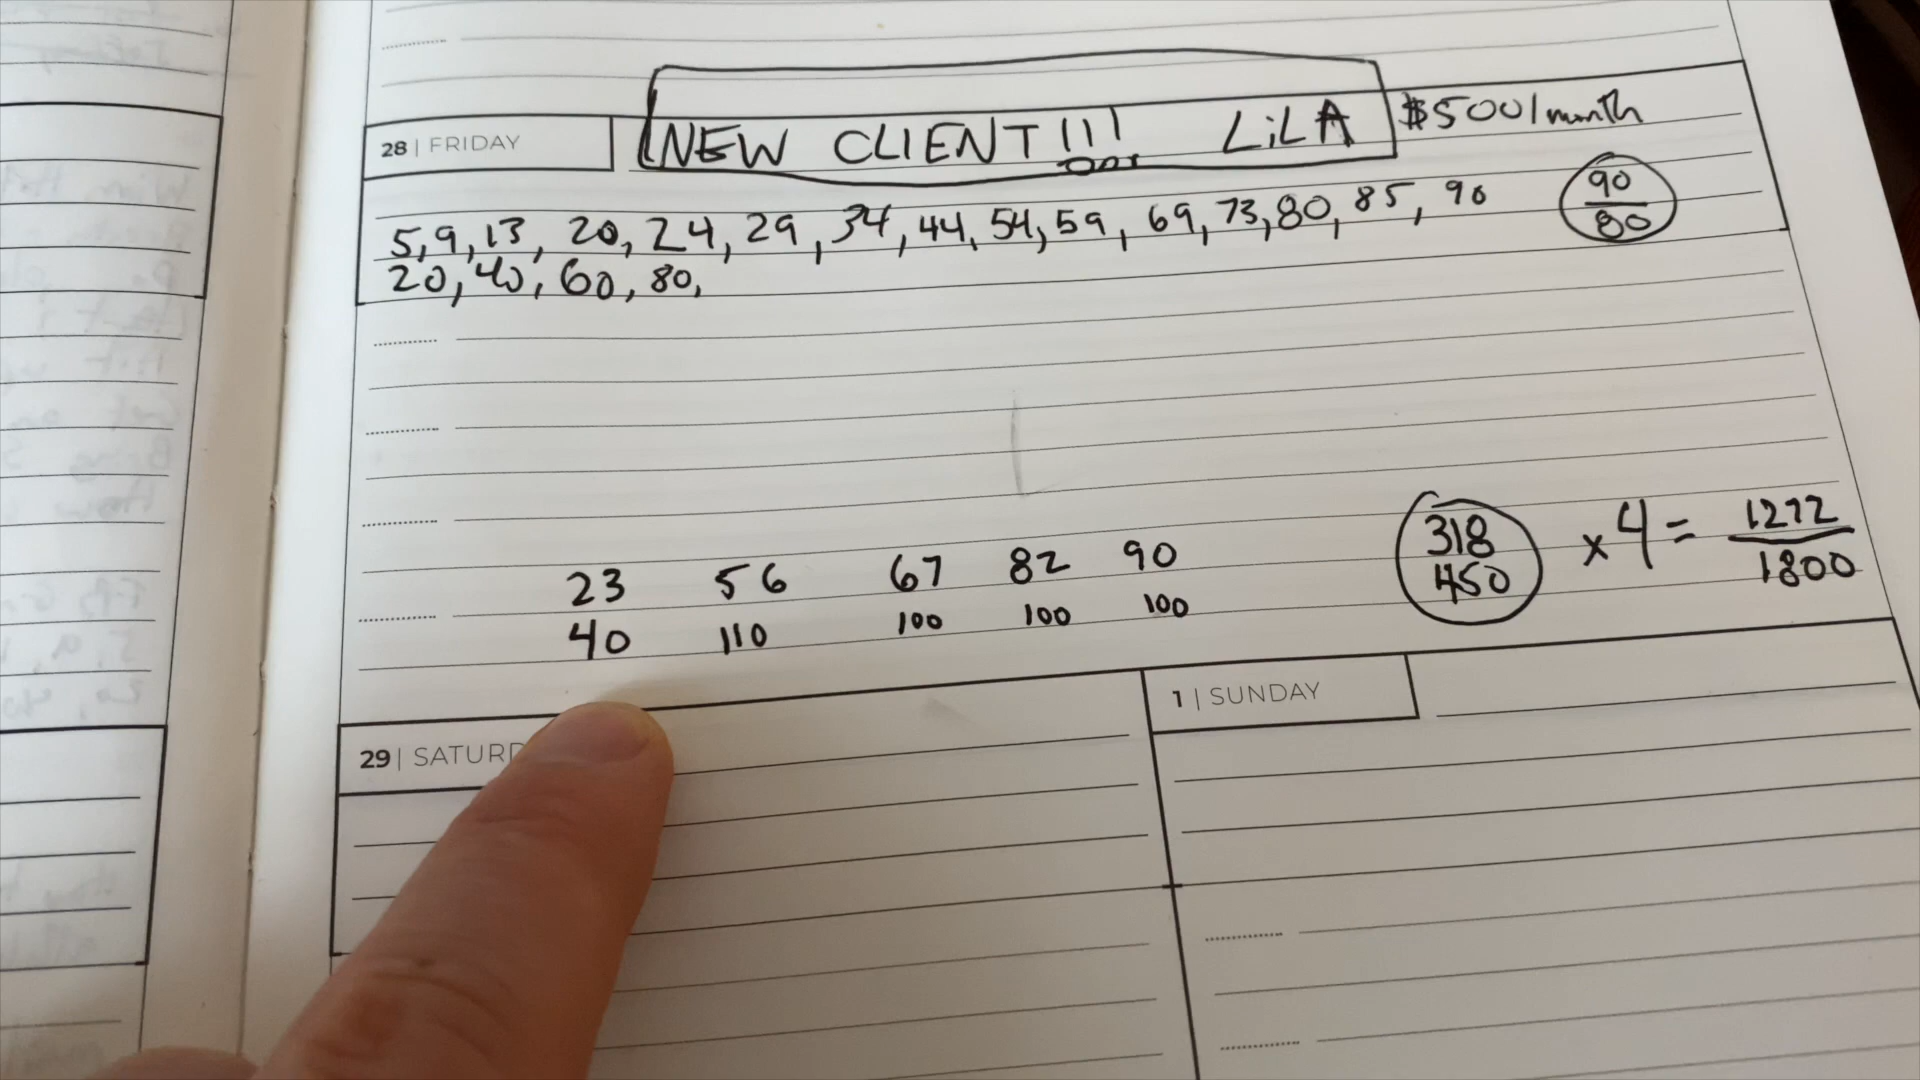 NEW CLIENT!!! LiLA $500/month
28 | FRIDAY
5, 9, 13, 20, 24, 29, 34, 44, 54, 59, 69, 73, 80, 85, 90
90
80
20, 40, 60, 80,
23 56 67 82 90
40 110 100 100 100
318
450
x 4 =
1272
1800
29 | SATURD
1 | SUNDAY